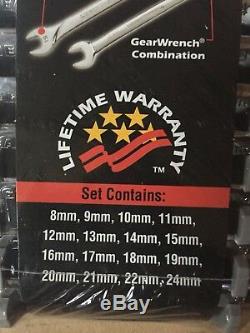 GearWrench®
Combination
LIFETIME WARRANTY
TM
Set Contains:
8mm, 9mm, 10mm, 11mm,
12mm, 13mm, 14mm, 15mm,
16mm, 17mm, 18mm, 19mm,
20mm, 21mm, 22mm, 24mm